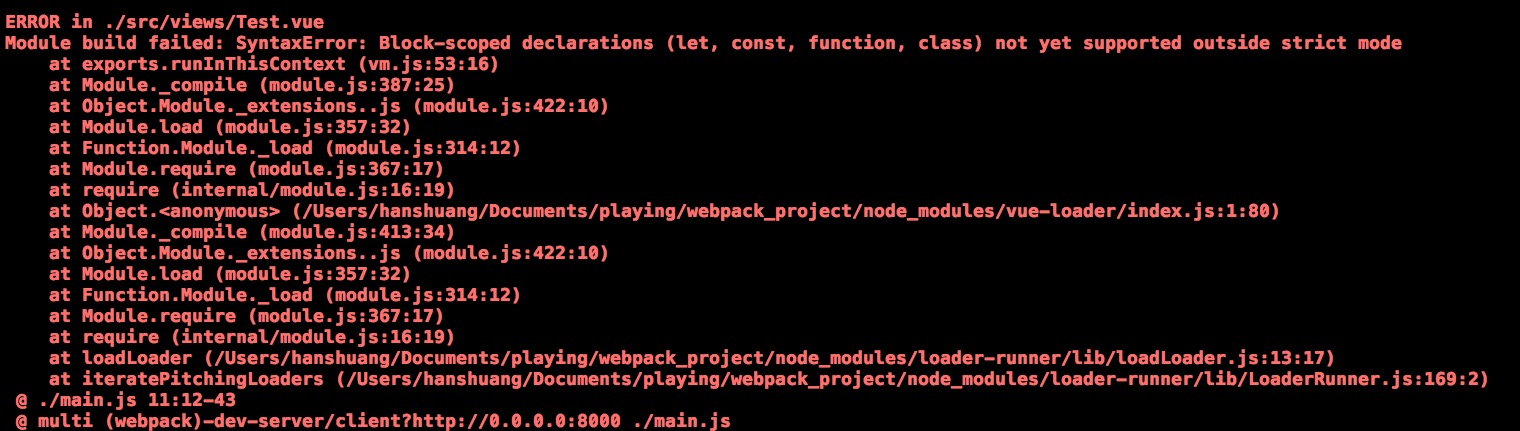 ERROR in ./src/views/Test.vue
Module build failed: SyntaxError: Block-scoped declarations (let, const, function, class) not yet supported outside strict mode
    at exports.runInThisContext (vm.js:53:16)
    at Module._compile (module.js:387:25)
    at Object.Module._extensions..js (module.js:422:10)
    at Module.load (module.js:357:32)
    at Function.Module._load (module.js:314:12)
    at Module.require (module.js:367:17)
    at require (internal/module.js:16:19)
    at Object.<anonymous> (/Users/hanshuang/Documents/playing/webpack_project/node_modules/vue-loader/index.js:1:80)
    at Module._compile (module.js:413:34)
    at Object.Module._extensions..js (module.js:422:10)
    at Module.load (module.js:357:32)
    at Function.Module._load (module.js:314:12)
    at Module.require (module.js:367:17)
    at require (internal/module.js:16:19)
    at loadLoader (/Users/hanshuang/Documents/playing/webpack_project/node_modules/loader-runner/lib/loadLoader.js:13:17)
    at iteratePitchingLoaders (/Users/hanshuang/Documents/playing/webpack_project/node_modules/loader-runner/lib/LoaderRunner.js:169:2)
 @ ./main.js 11:12-43
 @ multi (webpack)-dev-server/client?http://0.0.0.0:8000 ./main.js